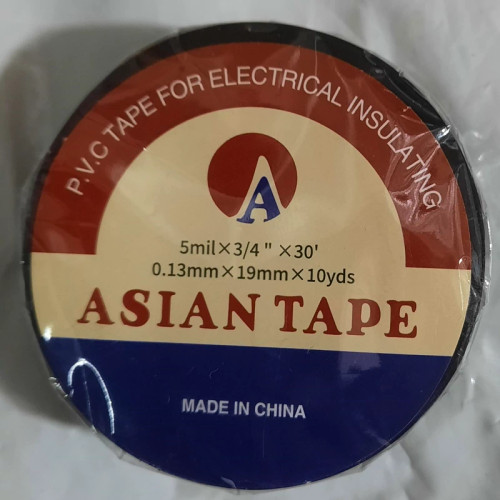 P.V.C TAPE FOR ELECTRICAL INSULATING
A
5mil×3/4 " ×30'
0.13mm×19mm×10yds
ASIAN TAPE
MADE IN CHINA